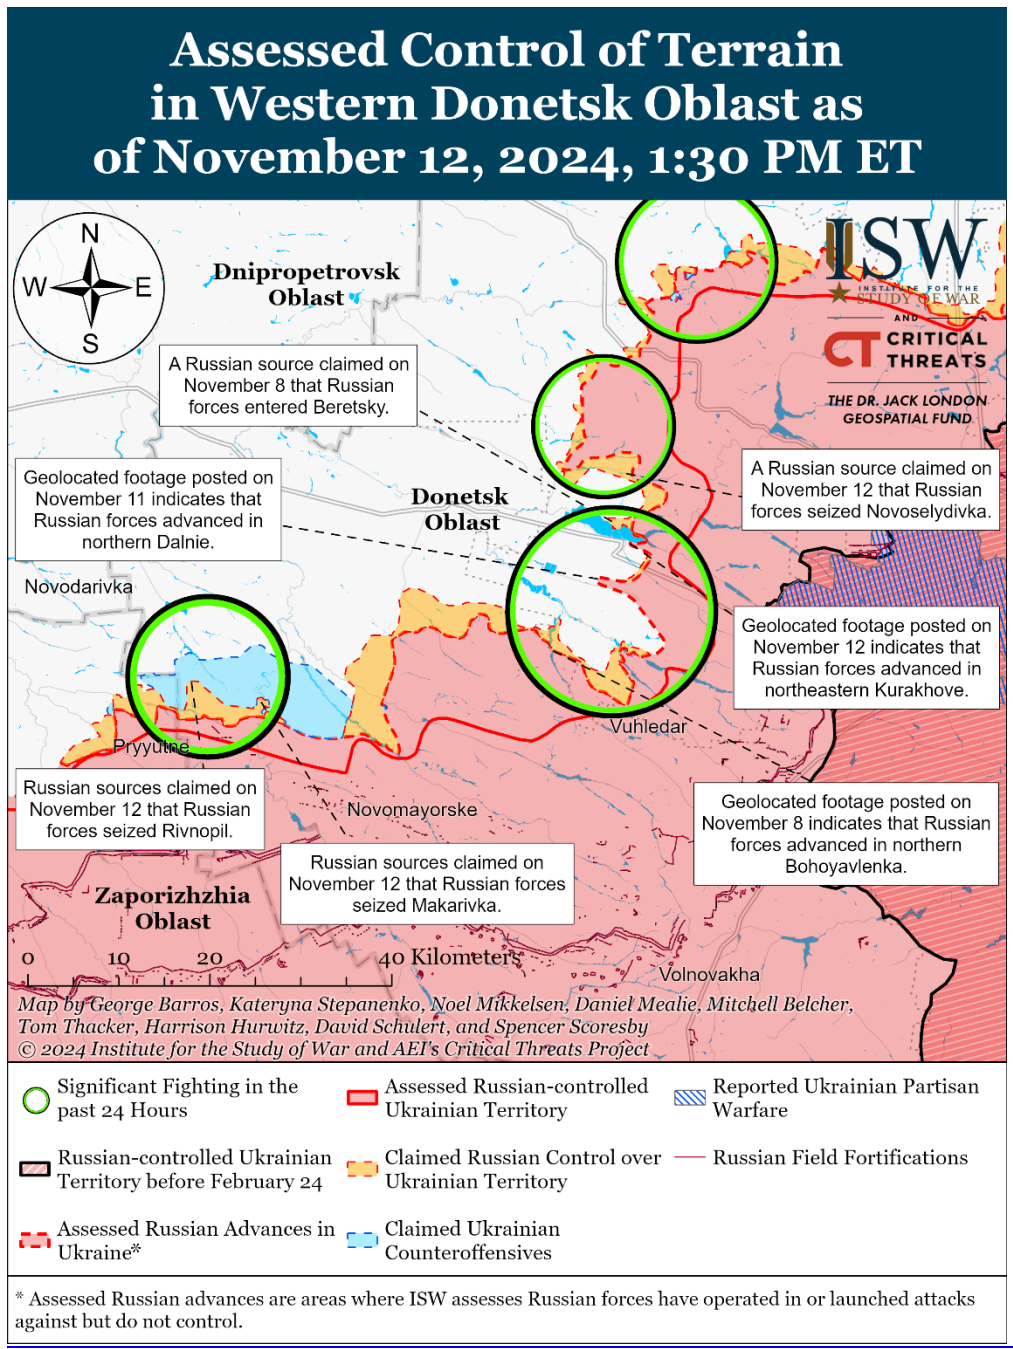 Assessed Control of Terrain
in Western Donetsk Oblast as
of November 12, 2024, 1:30 PM ET
N
W
E
S
Dnipropetrovsk
Oblast
ISW
INSTITUTE FOR THE
STUDY OF WAR
AND
CT CRITICAL
THREATS
THE DR. JACK LONDON
GEOSPATIAL FUND
A Russian source claimed on
November 8 that Russian
forces entered Beretsky.
Geolocated footage posted on
November 11 indicates that
Russian forces advanced in
northern Dalnie.
Donetsk
Oblast
A Russian source claimed on
November 12 that Russian
forces seized Novoselydivka.
Novodarivka
Geolocated footage posted on
November 12 indicates that
Russian forces advanced in
northeastern Kurakhove.
Vuhledar
Pryyutne
Russian sources claimed on
November 12 that Russian
forces seized Rivnopil.
Novomayorske
Geolocated footage posted on
November 8 indicates that Russian
forces advanced in northern
Bohoyavlenka.
Russian sources claimed on
November 12 that Russian forces
seized Makarivka.
Zaporizhzhia
Oblast
0 10 20 40 Kilometers
Volnovakha
Map by George Barros, Kateryna Stepanenko, Noel Mikkelsen, Daniel Mealie, Mitchell Belcher,
Tom Thacker, Harrison Hurwitz, David Schulert, and Spencer Scoresby
© 2024 Institute for the Study of War and AEI's Critical Threats Project
Significant Fighting in the
past 24 Hours
Assessed Russian-controlled
Ukrainian Territory
Reported Ukrainian Partisan
Warfare
Russian-controlled Ukrainian
Territory before February 24
Claimed Russian Control over
Ukrainian Territory
Russian Field Fortifications
Assessed Russian Advances in
Ukraine*
Claimed Ukrainian
Counteroffensives
* Assessed Russian advances are areas where ISW assesses Russian forces have operated in or launched attacks
against but do not control.